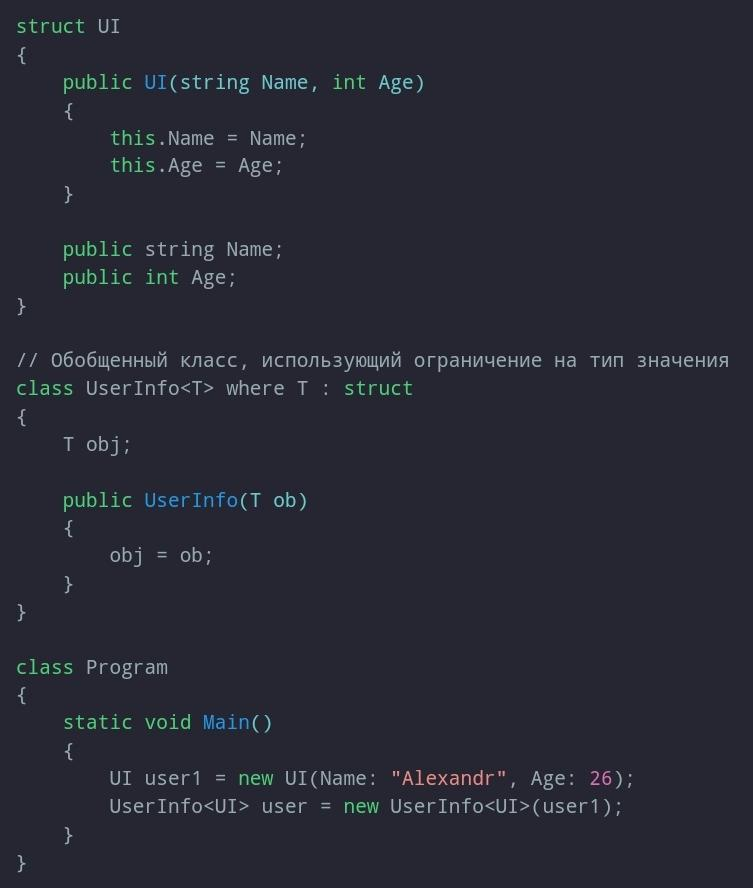 struct UI
{
    public UI(string Name, int Age)
    {
        this.Name = Name;
        this.Age = Age;
    }

    public string Name;
    public int Age;
}

// Обобщенный класс, использующий ограничение на тип значения
class UserInfo<T> where T : struct
{
    T obj;

    public UserInfo(T ob)
    {
        obj = ob;
    }
}

class Program
{
    static void Main()
    {
        UI user1 = new UI(Name: "Alexandr", Age: 26);
        UserInfo<UI> user = new UserInfo<UI>(user1);
    }
}